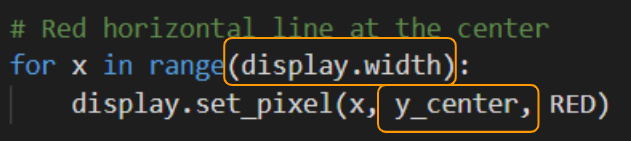 # Red horizontal line at the center
for x in range(display.width):
    display.set_pixel(x, y_center, RED)